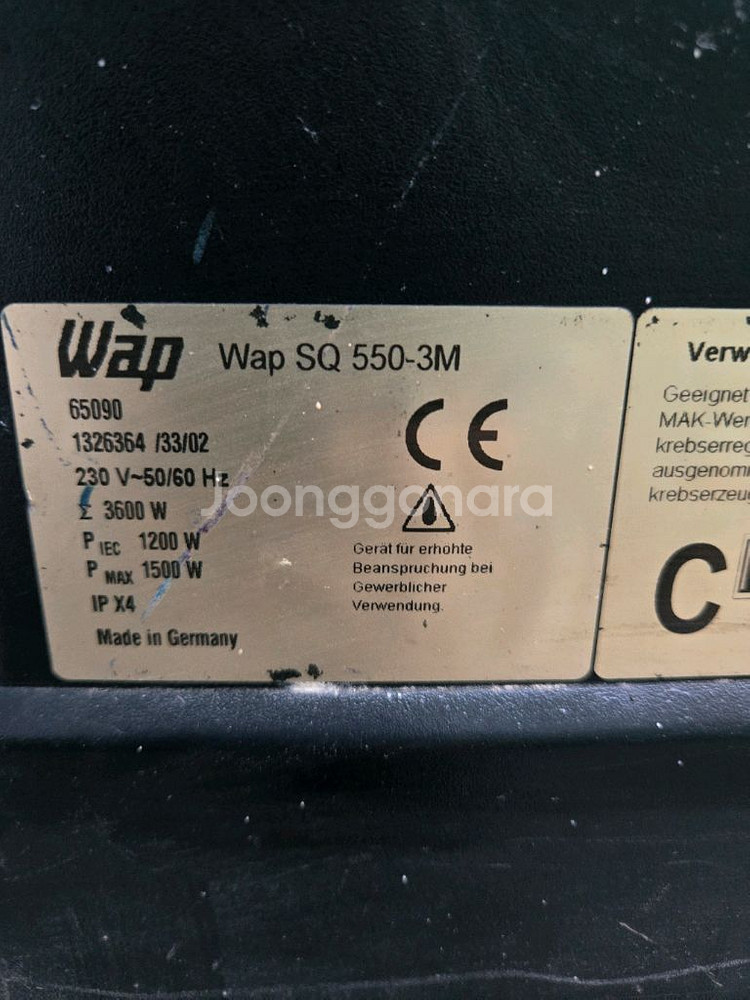 Wap
Wap SQ 550-3M
65090
1326364 /33/02
230 V~50/60 Hz
Σ 3600 W
P IEC 1200 W
P MAX 1500 W
IP X4
Made in Germany
CE
Gerät für erhöhte
Beanspruchung bei
Gewerblicher
Verwendung.
Verw
Geeignet
MAK-Wer
krebserreg
ausgenomm
krebserzeug
C
Joonggonara